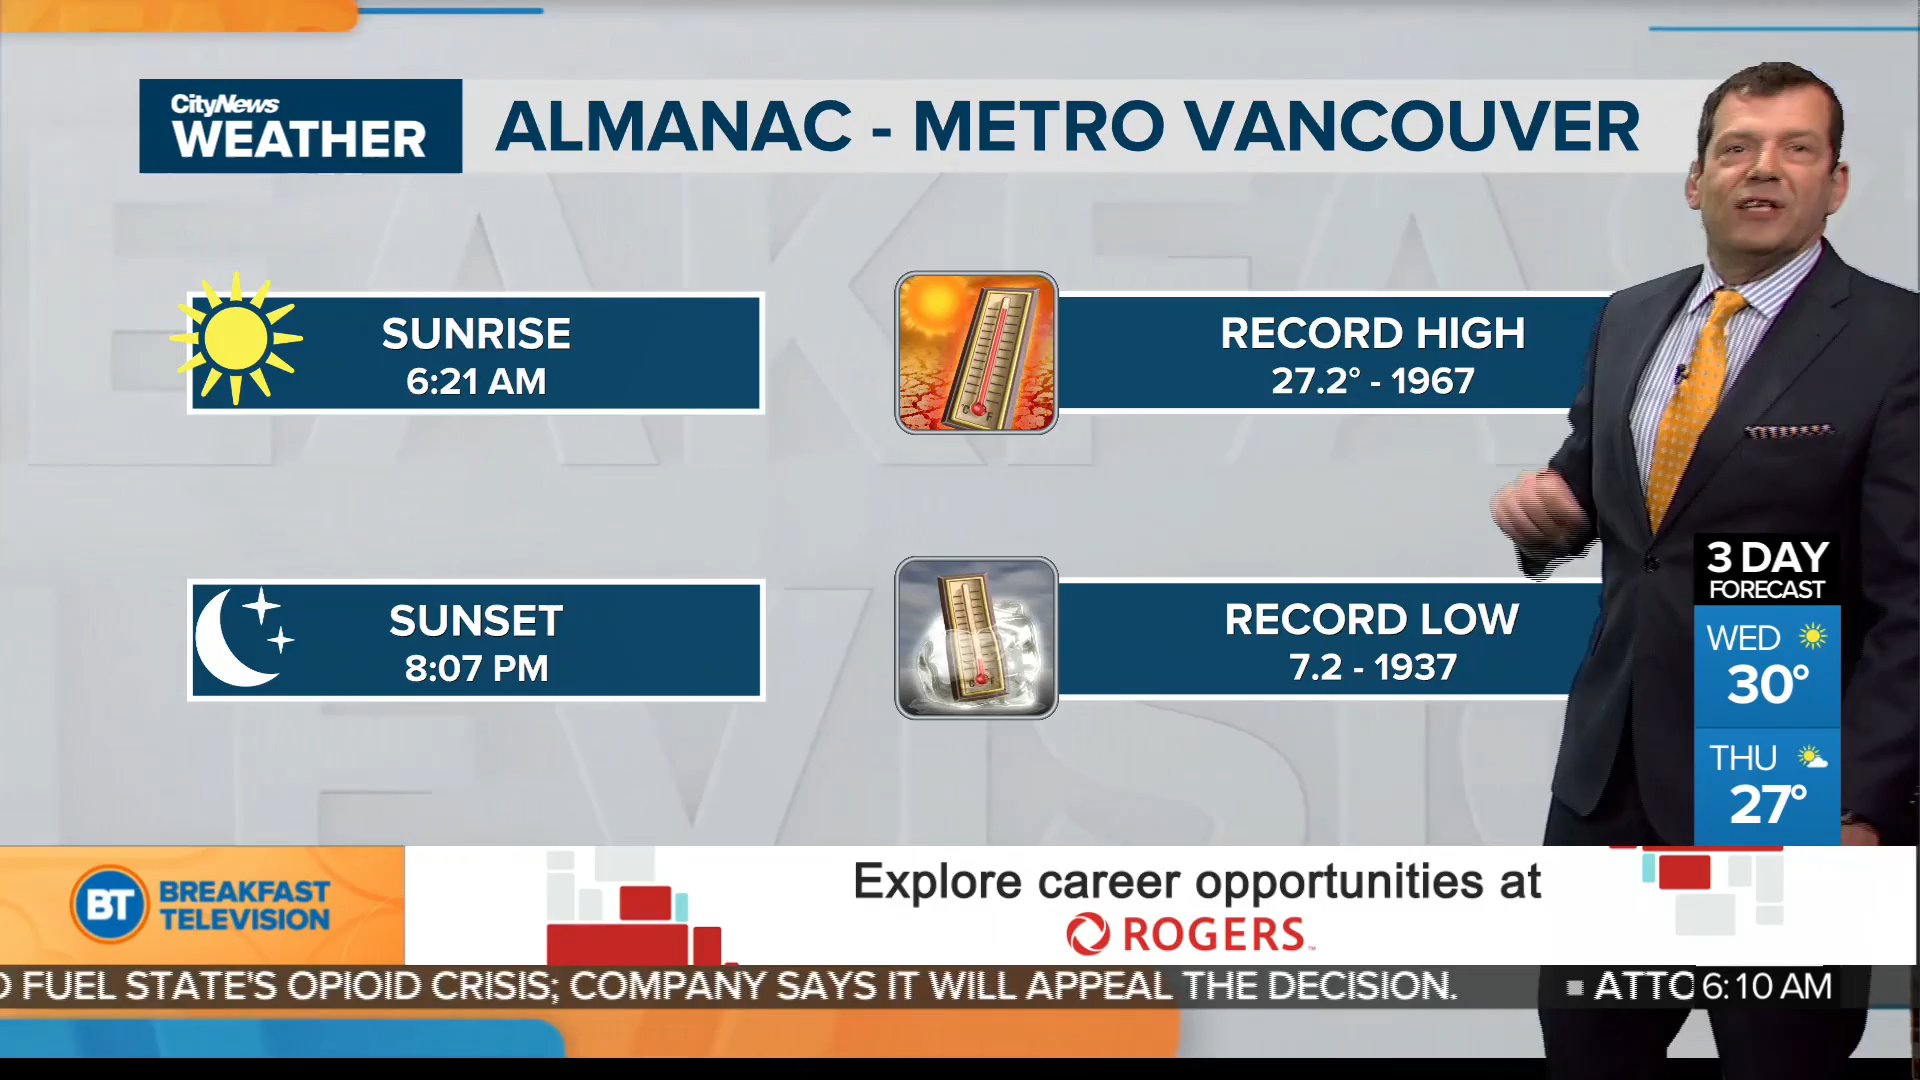 CityNews
WEATHER
ALMANAC - METRO VANCOUVER
SUNRISE
6:21 AM
RECORD HIGH
27.2° - 1967
SUNSET
8:07 PM
RECORD LOW
7.2 - 1937
3 DAY
FORECAST
WED
30°
THU
27°
BT BREAKFAST
TELEVISION
Explore career opportunities at
ROGERS™
FUEL STATE'S OPIOID CRISIS; COMPANY SAYS IT WILL APPEAL THE DECISION. ■ ATTO
6:10 AM